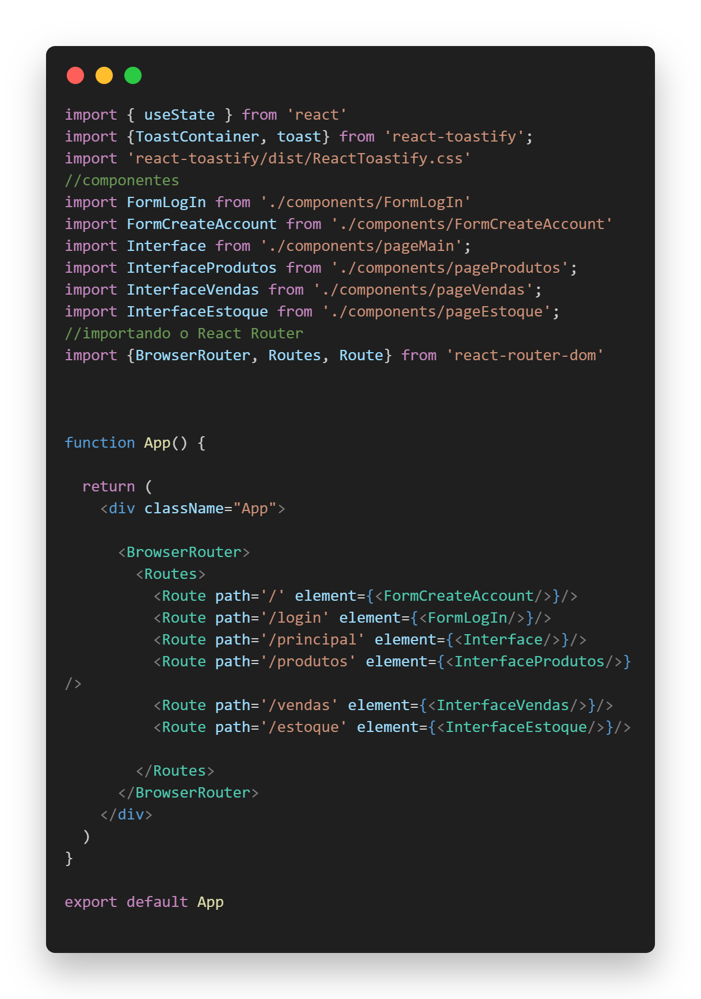 import { useState } from 'react'
import {ToastContainer, toast} from 'react-toastify';
import 'react-toastify/dist/ReactToastify.css'
//componentes
import FormLogIn from './components/FormLogIn'
import FormCreateAccount from './components/FormCreateAccount'
import Interface from './components/pageMain';
import InterfaceProdutos from './components/pageProdutos';
import InterfaceVendas from './components/pageVendas';
import InterfaceEstoque from './components/pageEstoque';
//importando o React Router
import {BrowserRouter, Routes, Route} from 'react-router-dom'
function App() {
  return (
    <div className="App">
      <BrowserRouter>
        <Routes>
          <Route path='/' element={<FormCreateAccount/>}/>
          <Route path='/login' element={<FormLogIn/>}/>
          <Route path='/principal' element={<Interface/>}/>
          <Route path='/produtos' element={<InterfaceProdutos/>}
/>
          <Route path='/vendas' element={<InterfaceVendas/>}/>
          <Route path='/estoque' element={<InterfaceEstoque/>}/>
        </Routes>
      </BrowserRouter>
    </div>
  )
}
export default App